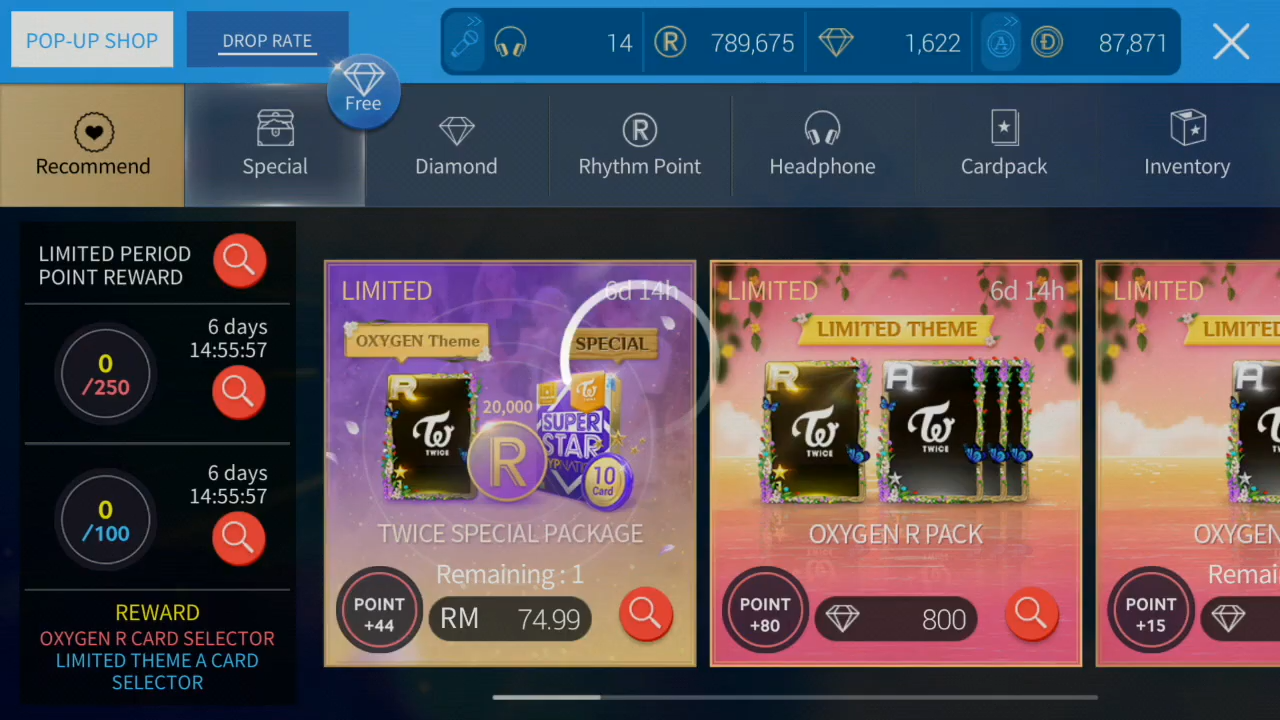 POP-UP SHOP
DROP RATE
14
R
789,675
1,622
A
Đ
87,871
Free
Recommend
Special
Diamond
R
Rhythm Point
Headphone
Cardpack
Inventory
LIMITED PERIOD
POINT REWARD
6 days
14:55:57
0
/250
6 days
14:55:57
0
/100
REWARD
OXYGEN R CARD SELECTOR
LIMITED THEME A CARD
SELECTOR
LIMITED
6d 14h
OXYGEN Theme
SPECIAL
R
TWICE
20,000
R
SUPER
STAR
10
Card
TWICE SPECIAL PACKAGE
Remaining : 1
POINT
+44
RM 74.99
LIMITED
6d 14h
LIMITED THEME
R
TWICE
A
TWICE
OXYGEN R PACK
POINT
+80
800
LIMITED
LIMITE
A
OXYGEN
Remai
POINT
+15